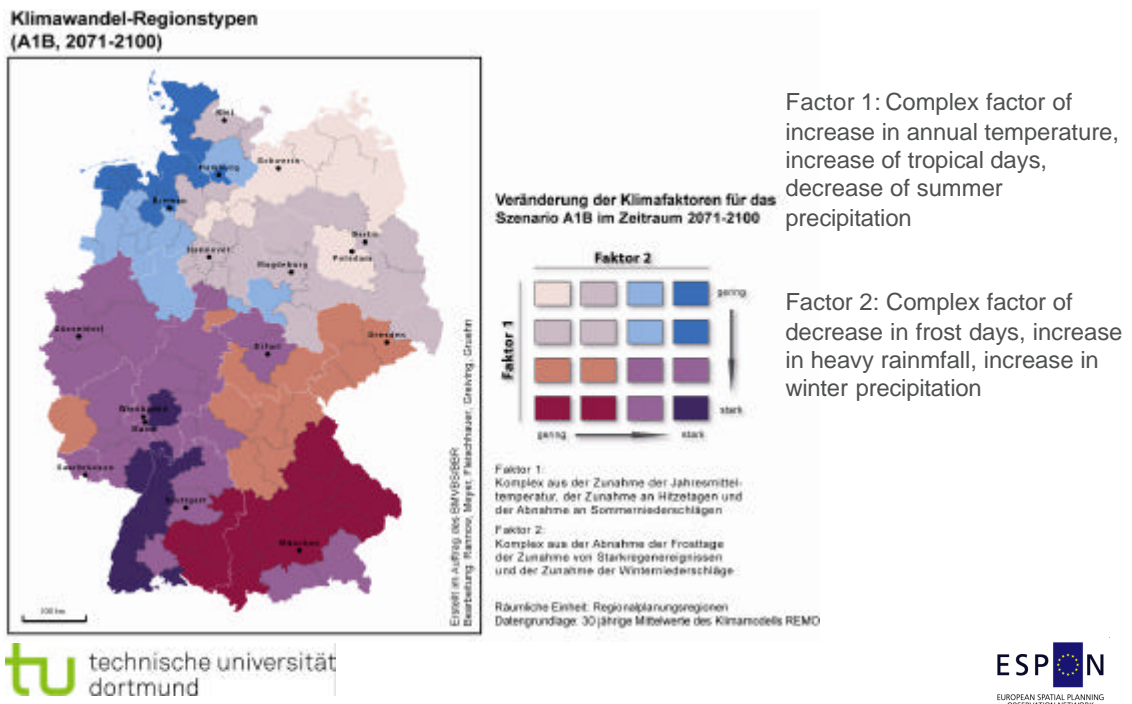 Klimawandel-Regionstypen
(A1B, 2071-2100)
Kiel
Schwerin
Hamburg
Bremen
Berlin
Hannover
Potsdam
Magdeburg
Düsseldorf
Dresden
Erfurt
Wiesbaden
Mainz
Saarbrücken
Stuttgart
München
100 km
Erstellt im Auftrag des BMVBS/BBR
Bearbeitung: Rannow, Meyer, Fleischhauer, Greiving, Gruehn
Veränderung der Klimafaktoren für das
Szenario A1B im Zeitraum 2071-2100
Faktor 2
Faktor 1
gering
stark
gering
stark
Faktor 1:
Komplex aus der Zunahme der Jahresmittel-
temperatur, der Zunahme an Hitzetagen und
der Abnahme an Sommerniederschlägen
Faktor 2:
Komplex aus der Abnahme der Frosttage
der Zunahme von Starkregenereignissen
und der Zunahme der Winterniederschläge
Räumliche Einheit: Regionalplanungsregionen
Datengrundlage: 30 jährige Mittelwerte des Klimamodells REMO
Factor 1: Complex factor of
increase in annual temperature,
increase of tropical days,
decrease of summer
precipitation
Factor 2: Complex factor of
decrease in frost days, increase
in heavy rainmfall, increase in
winter precipitation
tu technische universität
dortmund
ESPON
EUROPEAN SPATIAL PLANNING
OBSERVATION NETWORK